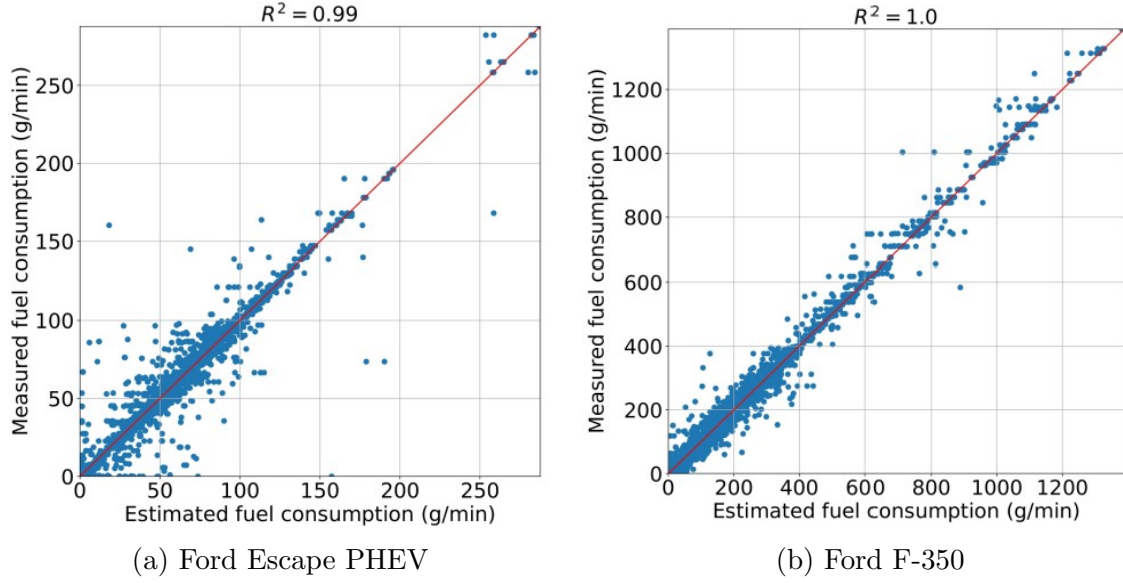 R² = 0.99
Measured fuel consumption (g/min)
250
200
150
100
50
0
0 50 100 150 200 250
Estimated fuel consumption (g/min)
(a) Ford Escape PHEV
R² = 1.0
Measured fuel consumption (g/min)
1200
1000
800
600
400
200
0
0 200 400 600 800 1000 1200
Estimated fuel consumption (g/min)
(b) Ford F-350